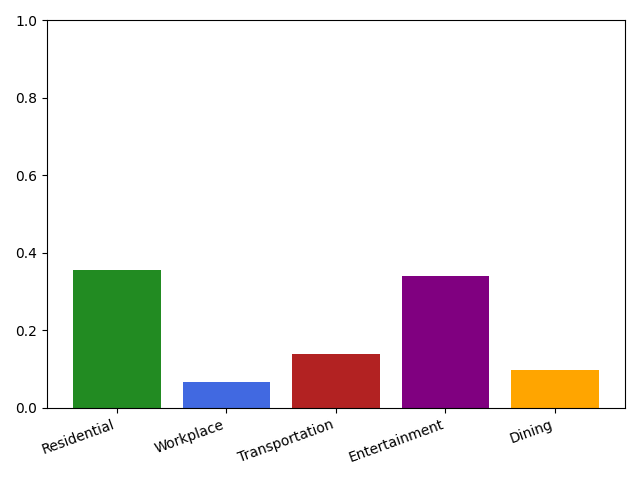 1.0
0.8
0.6
0.4
0.2
0.0
Residential
Workplace
Transportation
Entertainment
Dining